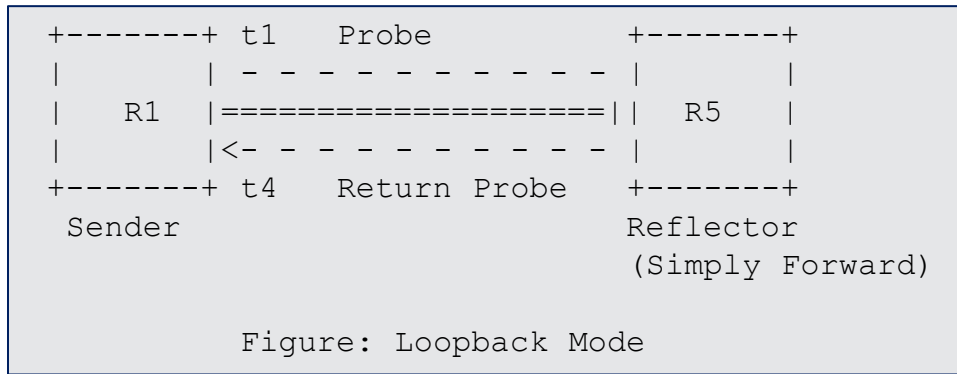 +-------+ t1   Probe           +-------+
|       | - - - - - - - - - - |       |
|   R1  |====================||  R5   |
|       |<- - - - - - - - - - |       |
+-------+ t4   Return Probe    +-------+
 Sender                        Reflector
                               (Simply Forward)
Figure: Loopback Mode